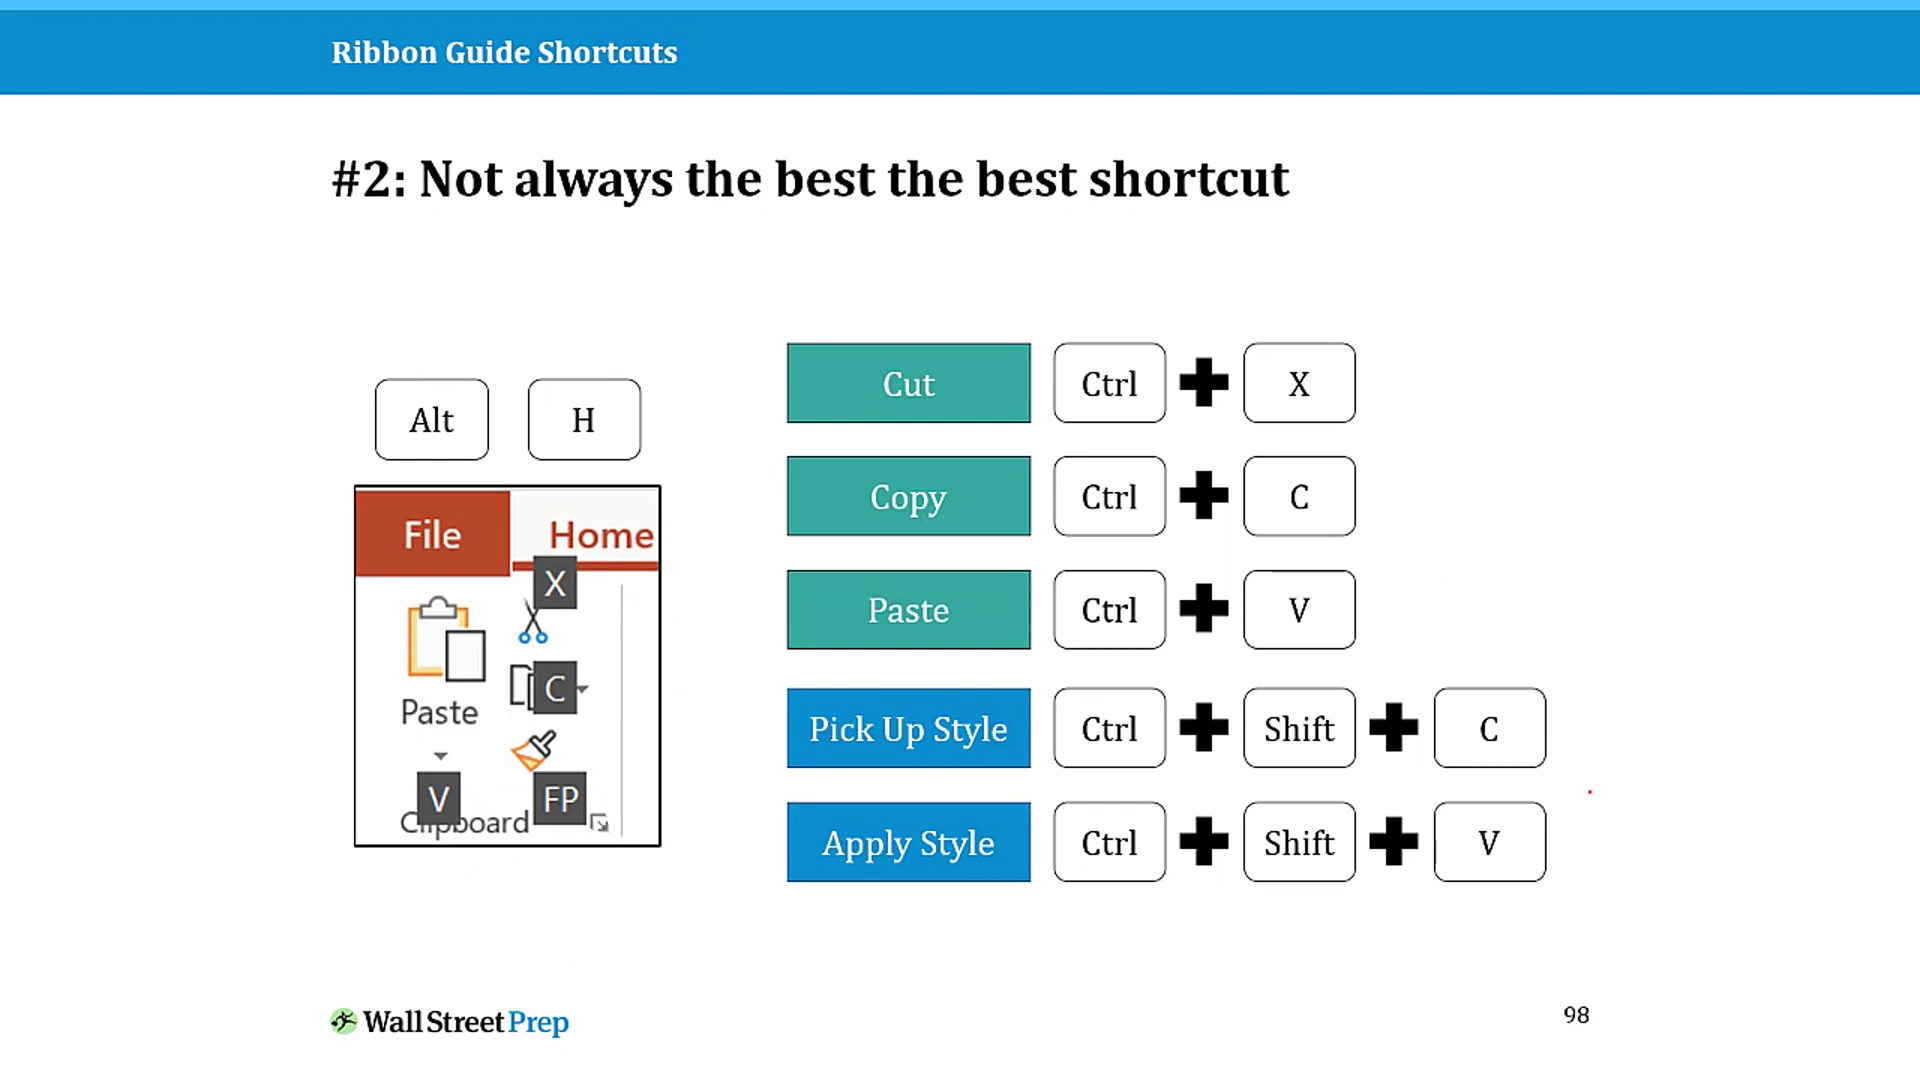 Ribbon Guide Shortcuts
#2: Not always the best the best shortcut
Alt H
File Home
X
C
Paste
V FP
Clipboard
Cut Ctrl + X
Copy Ctrl + C
Paste Ctrl + V
Pick Up Style Ctrl + Shift + C
Apply Style Ctrl + Shift + V
Wall Street Prep
98